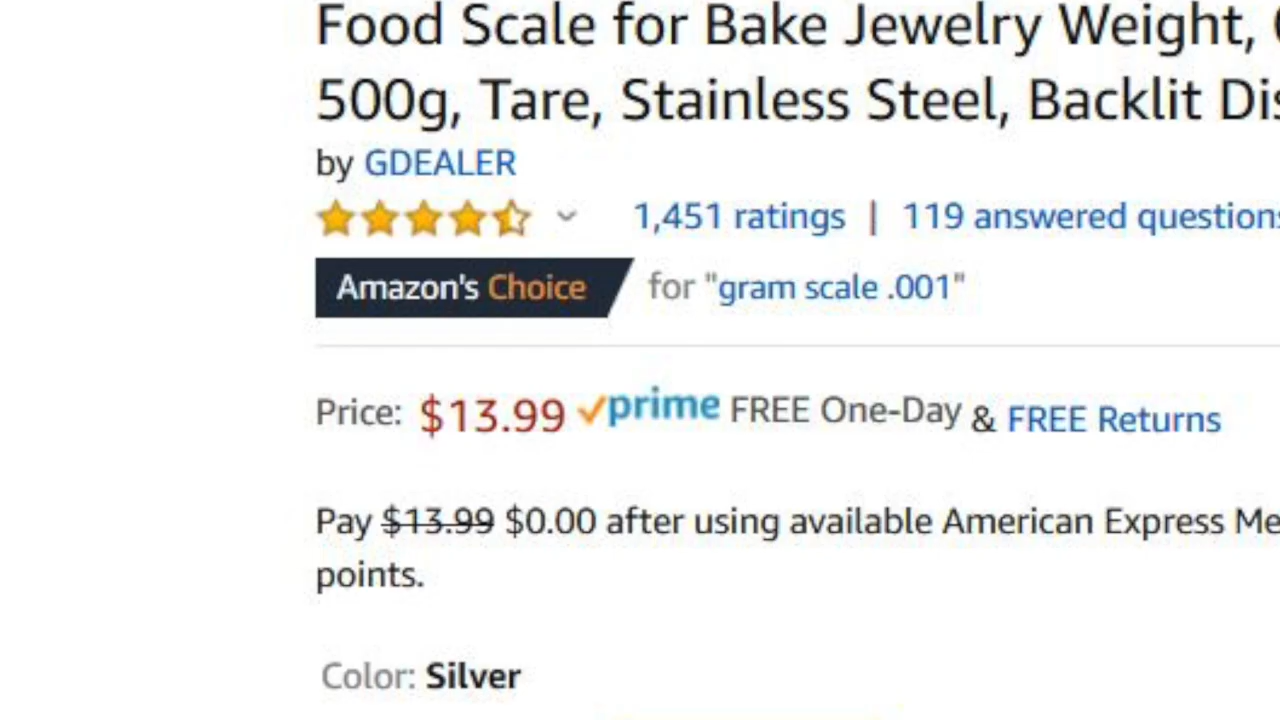 Food Scale for Bake Jewelry Weight,
500g, Tare, Stainless Steel, Backlit
by GDEALER
1,451 ratings | 119 answered questions
Amazon's Choice for "gram scale .001"
Price: $13.99 prime FREE One-Day & FREE Returns
Pay $13.99 $0.00 after using available American Express
points.
Color: Silver